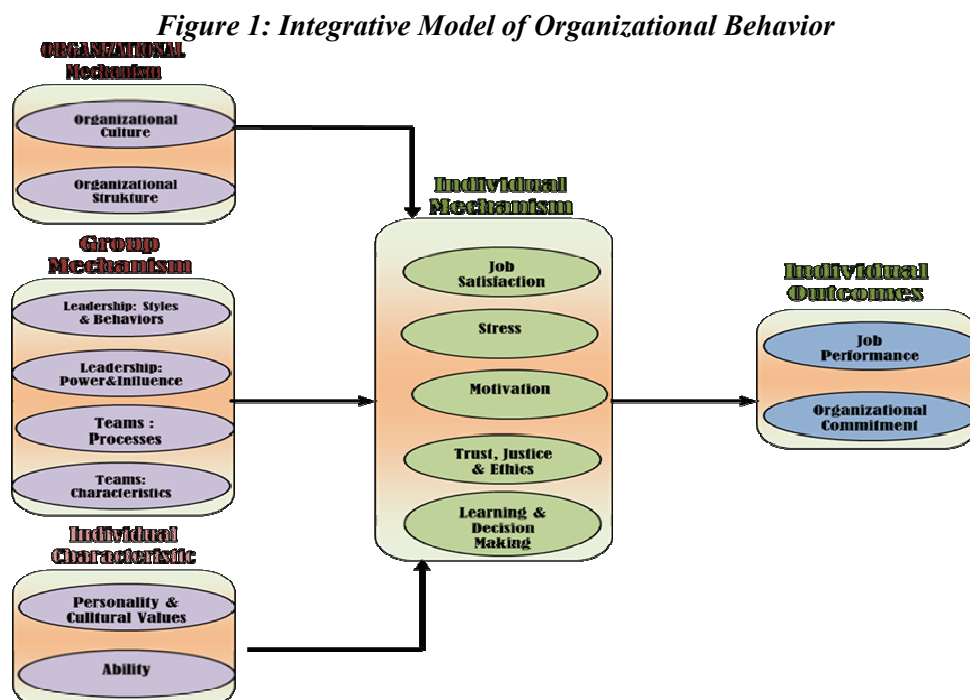 Figure 1: Integrative Model of Organizational Behavior
ORGANIZATIONAL
Mechanism
Organizational
Culture
Organizational
Strukture
Group
Mechanism
Leadership: Styles
& Behaviors
Leadership:
Power&Influence
Teams :
Processes
Teams:
Characteristics
Individual
Characteristic
Personality &
Cultural Values
Ability
Individual
Mechanism
Job
Satisfaction
Stress
Motivation
Trust, Justice
& Ethics
Learning &
Decision
Making
Individual
Outcomes
Job
Performance
Organizational
Commitment